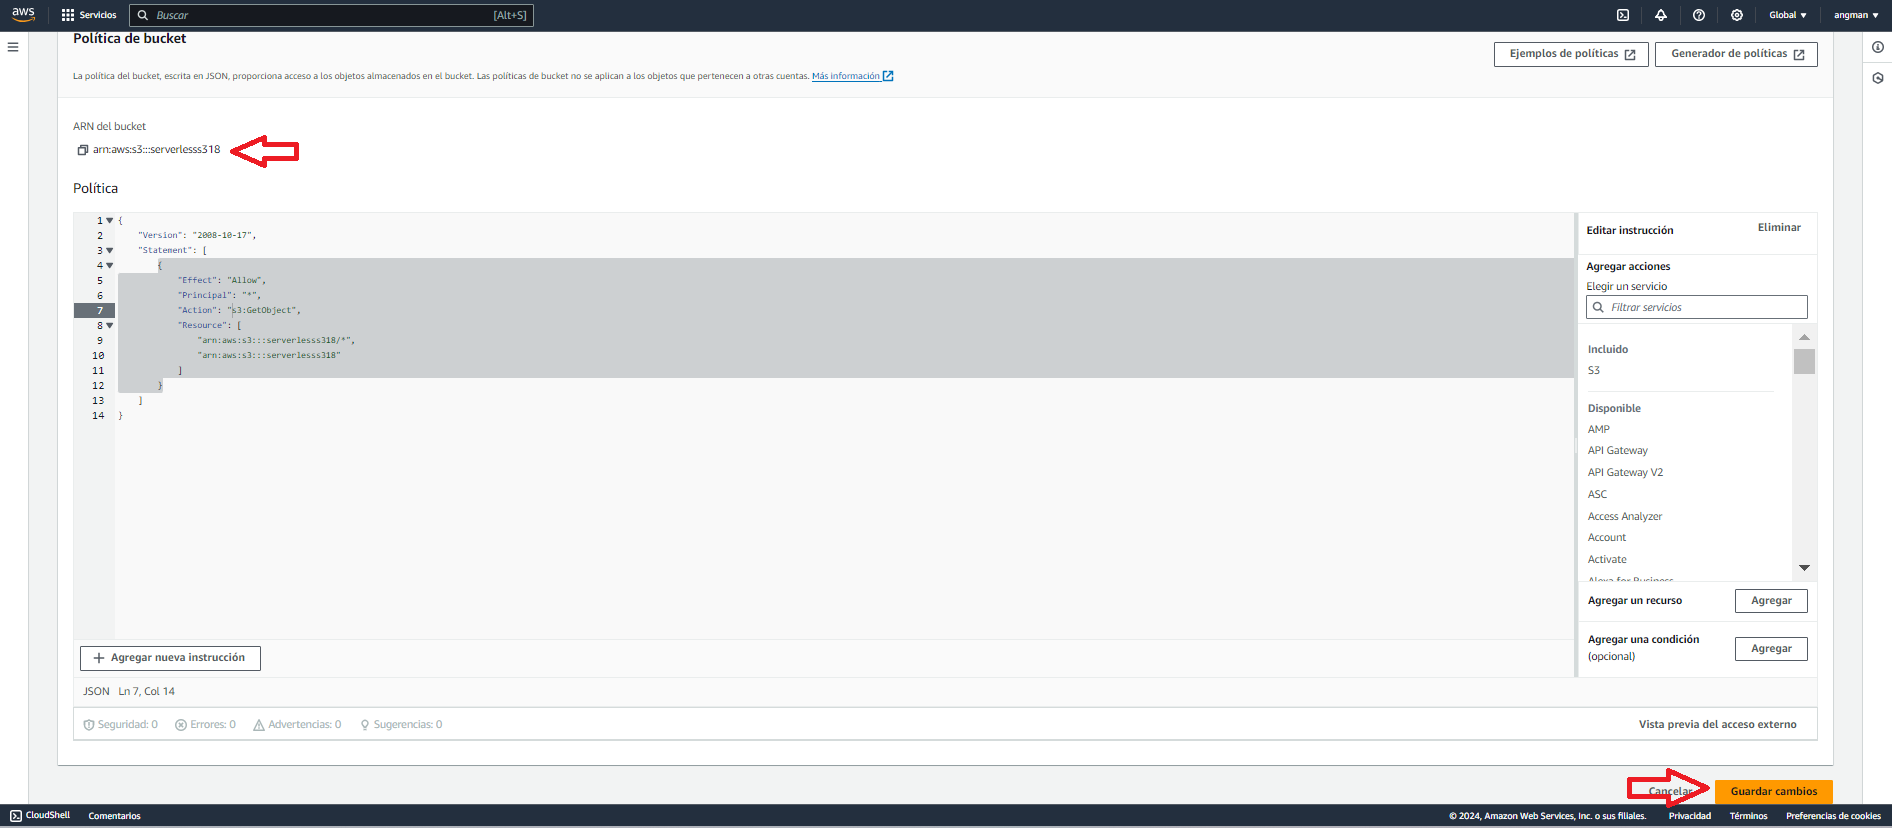 aws
Servicios
Buscar
[Alt+S]
Global
angman
Política de bucket
Ejemplos de políticas
Generador de políticas
La política del bucket, escrita en JSON, proporciona acceso a los objetos almacenados en el bucket. Las políticas de bucket no se aplican a los objetos que pertenecen a otras cuentas. Más información
ARN del bucket
arn:aws:s3:::serverlesss318
Política
1 {
2 "Version": "2008-10-17",
3 "Statement": [
4 {
5 "Effect": "Allow",
6 "Principal": "*",
7 "Action": "s3:GetObject",
8 "Resource": [
9 "arn:aws:s3:::serverlesss318/*",
10 "arn:aws:s3:::serverlesss318"
11 ]
12 }
13 ]
14 }
Editar instrucción
Eliminar
Agregar acciones
Elegir un servicio
Filtrar servicios
Incluido
S3
Disponible
AMP
API Gateway
API Gateway V2
ASC
Access Analyzer
Account
Activate
Alexa for Business
Agregar un recurso
Agregar
Agregar una condición
(opcional)
Agregar
Agregar nueva instrucción
JSON Ln 7, Col 14
Seguridad: 0
Errores: 0
Advertencias: 0
Sugerencias: 0
Vista previa del acceso externo
Cancelar
Guardar cambios
CloudShell
Comentarios
© 2024, Amazon Web Services, Inc. o sus filiales.
Privacidad
Términos
Preferencias de cookies